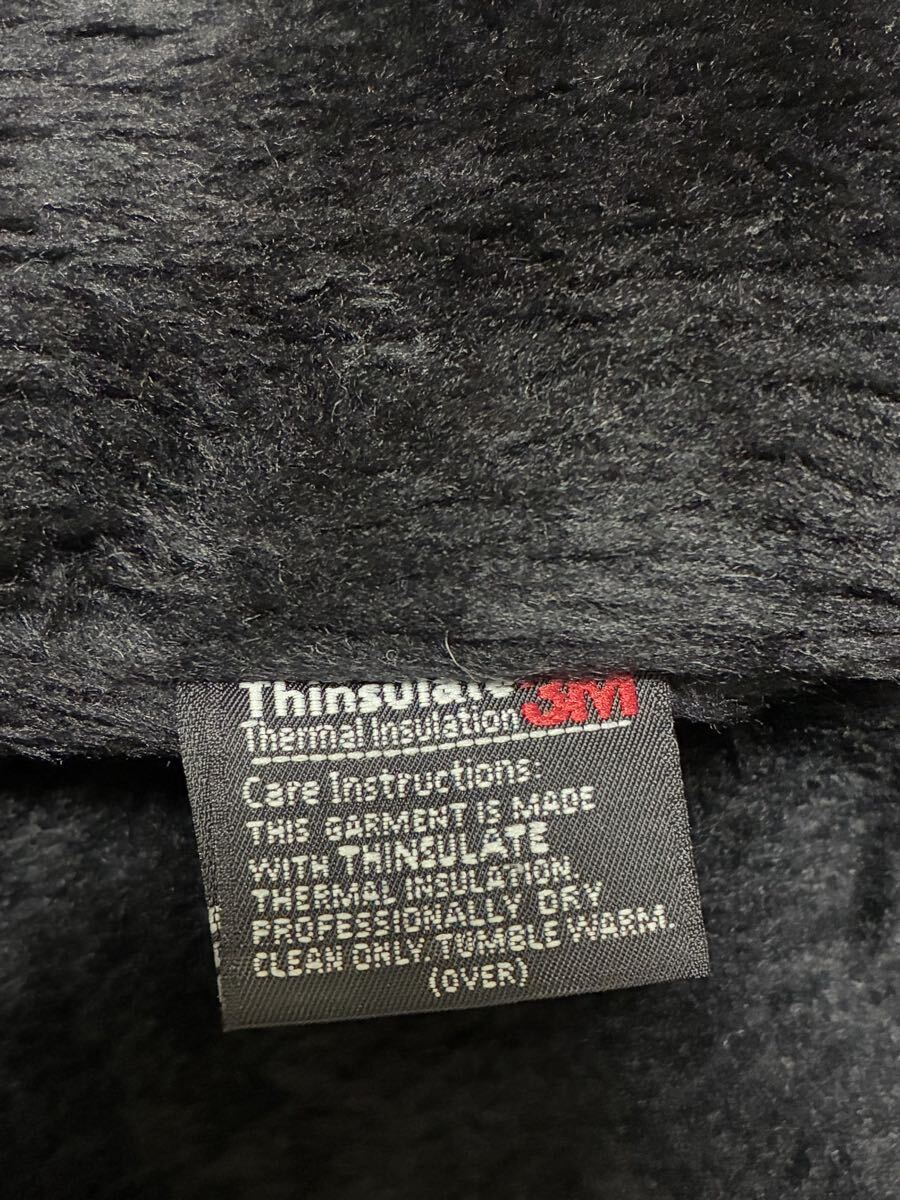 Thinsulate 3M
Thermal Insulation
Care Instructions:
THIS GARMENT IS MADE
WITH THINSULATE
THERMAL INSULATION.
PROFESSIONALLY DRY
CLEAN ONLY, TUMBLE WARM.
(OVER)